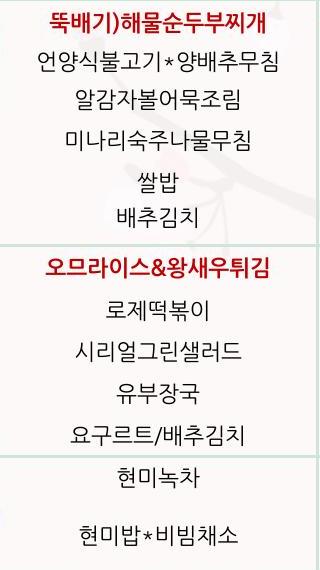 뚝배기)해물순두부찌개
언양식불고기*양배추무침
알감자볼어묵조림
미나리숙주나물무침
쌀밥
배추김치
오므라이스&왕새우튀김
로제떡볶이
시리얼그린샐러드
유부장국
요구르트/배추김치
현미녹차
현미밥*비빔채소